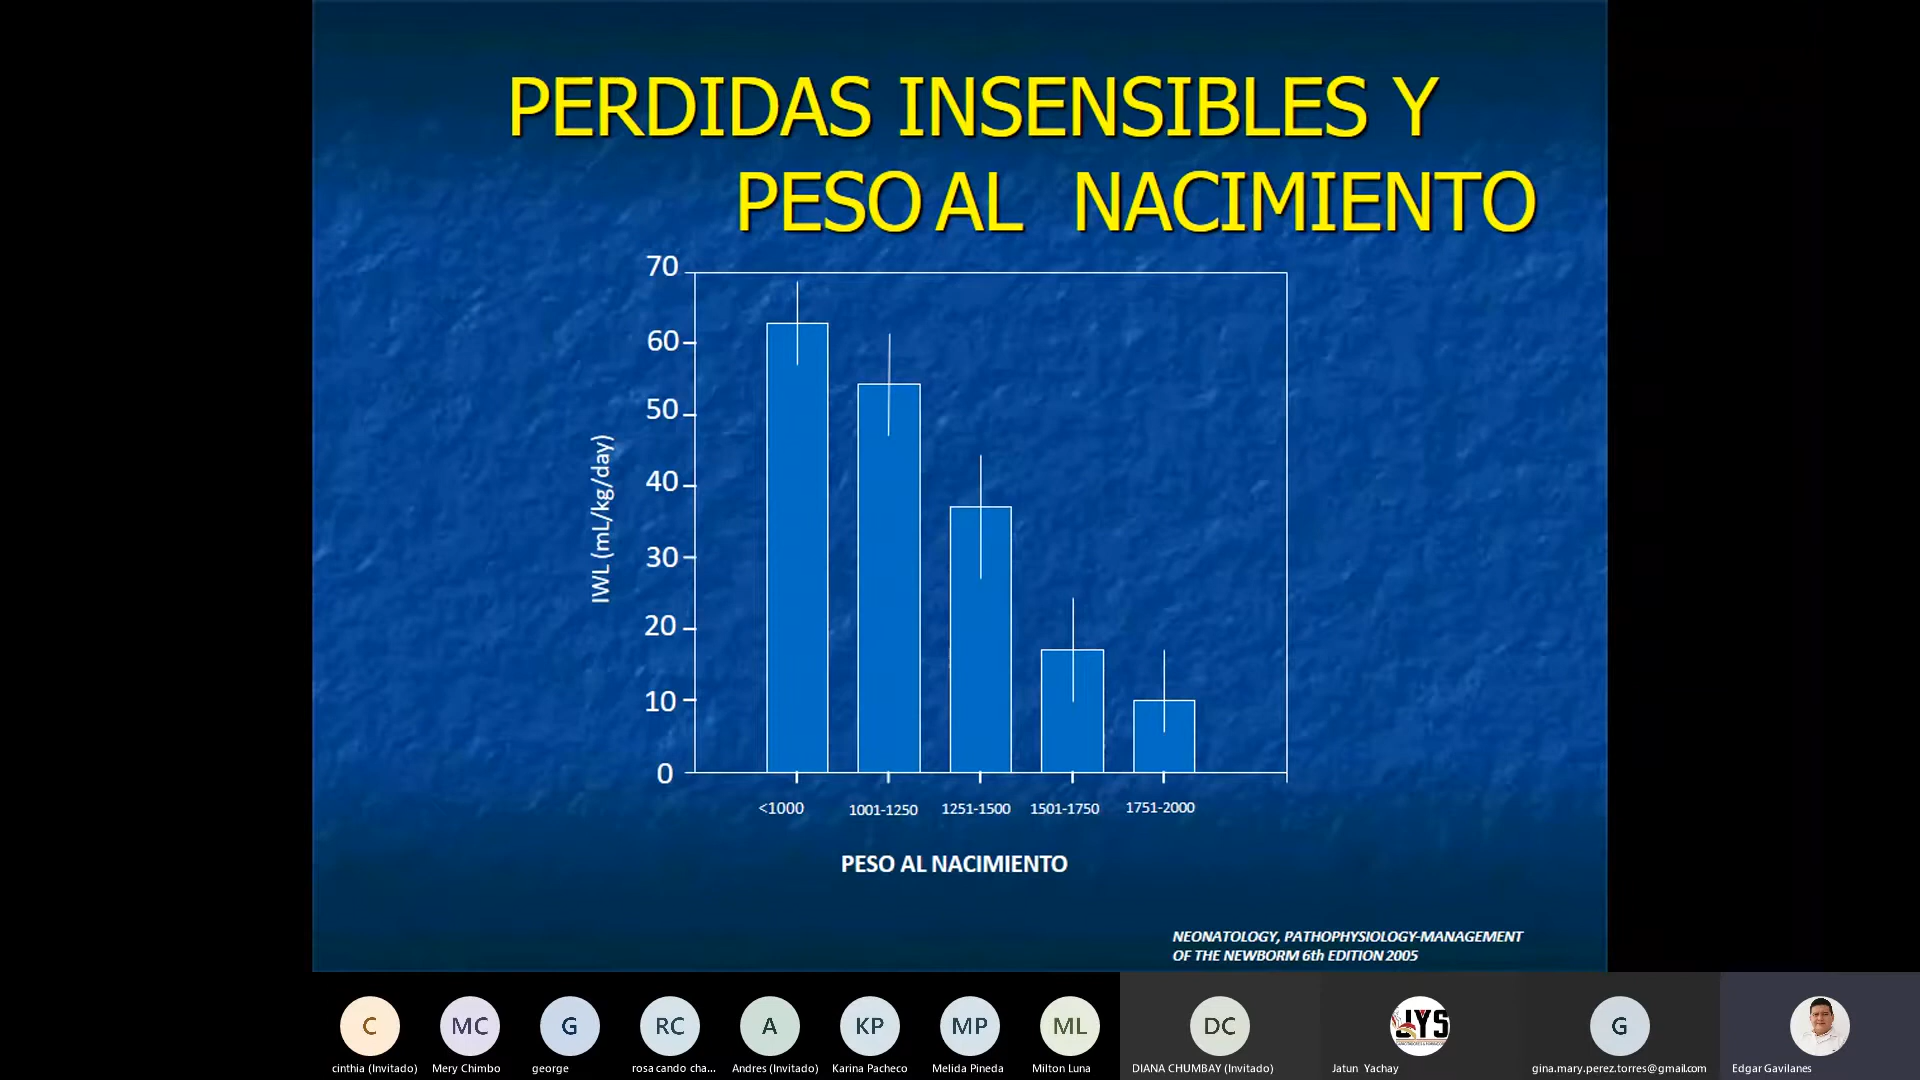 PERDIDAS INSENSIBLES Y
PESO AL NACIMIENTO
70
60
50
40
30
20
10
0
IWL (mL/kg/day)
<1000
1001-1250
1251-1500
1501-1750
1751-2000
PESO AL NACIMIENTO
NEONATOLOGY, PATHOPHYSIOLOGY-MANAGEMENT
OF THE NEWBORM 6th EDITION 2005
C
MC
G
RC
A
KP
MP
ML
DC
JYS
G
cinthia (Invitado)
Mery Chimbo
george
rosa cando cha...
Andres (Invitado)
Karina Pacheco
Melida Pineda
Milton Luna
DIANA CHUMBAY (Invitado)
Jatun Yachay
gina.mary.perez.torres@gmail.com
Edgar Gavilanes